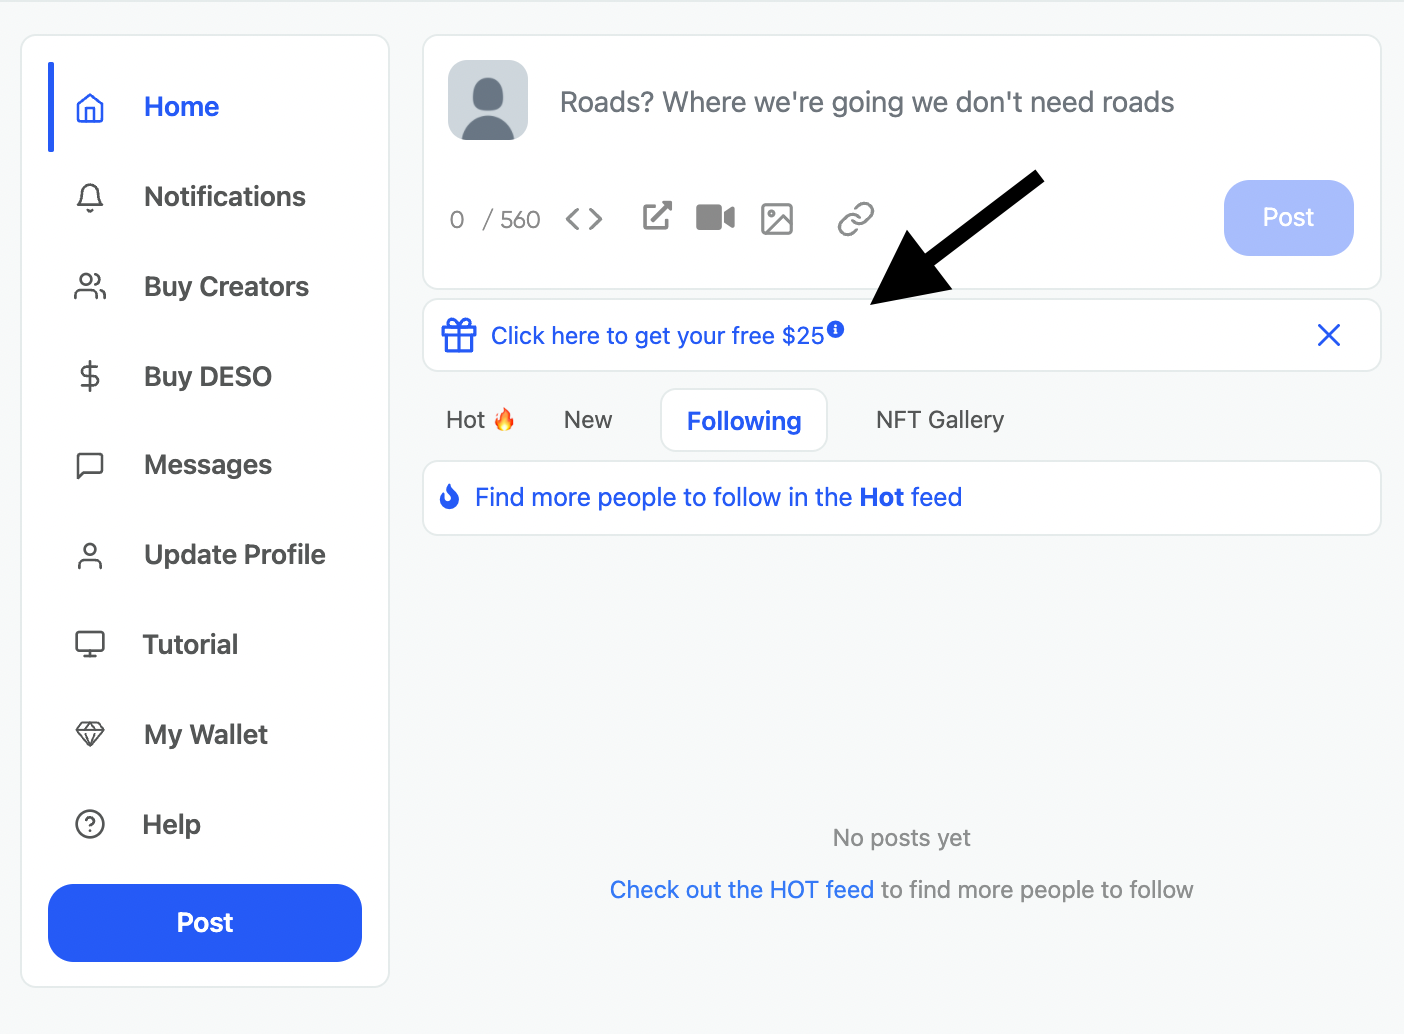 Home
Notifications
Buy Creators
Buy DESO
Messages
Update Profile
Tutorial
My Wallet
Help
Post
Roads? Where we're going we don't need roads
0 / 560
Post
Click here to get your free $25
Hot 🔥 New Following NFT Gallery
Find more people to follow in the Hot feed
No posts yet
Check out the HOT feed to find more people to follow